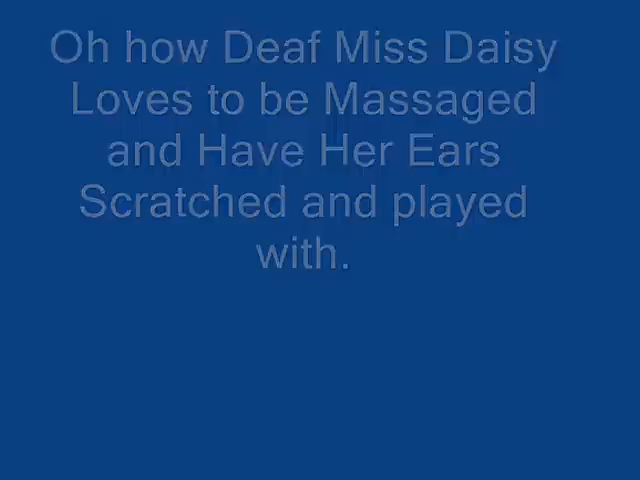 Oh how Deaf Miss Daisy
Loves to be Massaged
and Have Her Ears
Scratched and played
with.